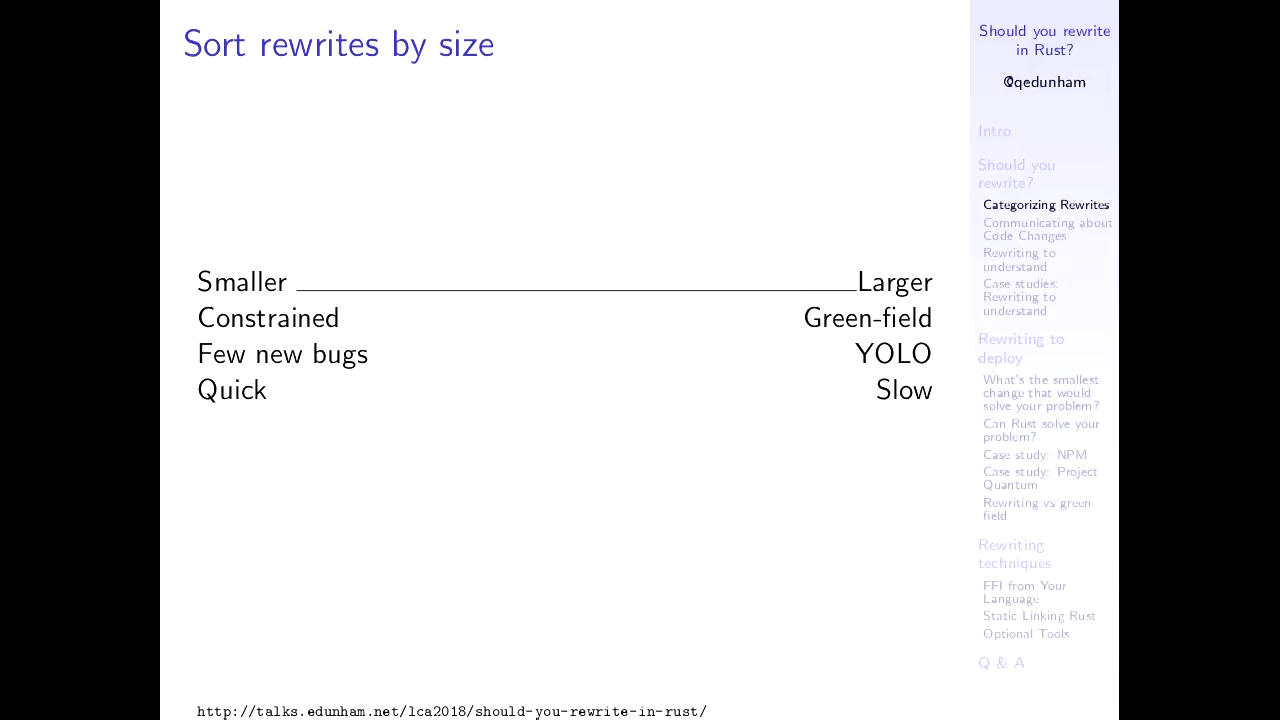 Sort rewrites by size
Smaller Larger
Constrained Green-field
Few new bugs YOLO
Quick Slow
http://talks.edunham.net/lca2018/should-you-rewrite-in-rust/
Should you rewrite
in Rust?
@qedunham
Intro
Should you
rewrite?
Categorizing Rewrites
Communicating about
Code Changes
Rewriting to
understand
Case studies:
Rewriting to
understand
Rewriting to
deploy
What's the smallest
change that would
solve your problem?
Can Rust solve your
problem?
Case study: NPM
Case study: Project
Quantum
Rewriting vs green
field
Rewriting
techniques
FFI from Your
Language
Static Linking Rust
Optional Tools
Q & A